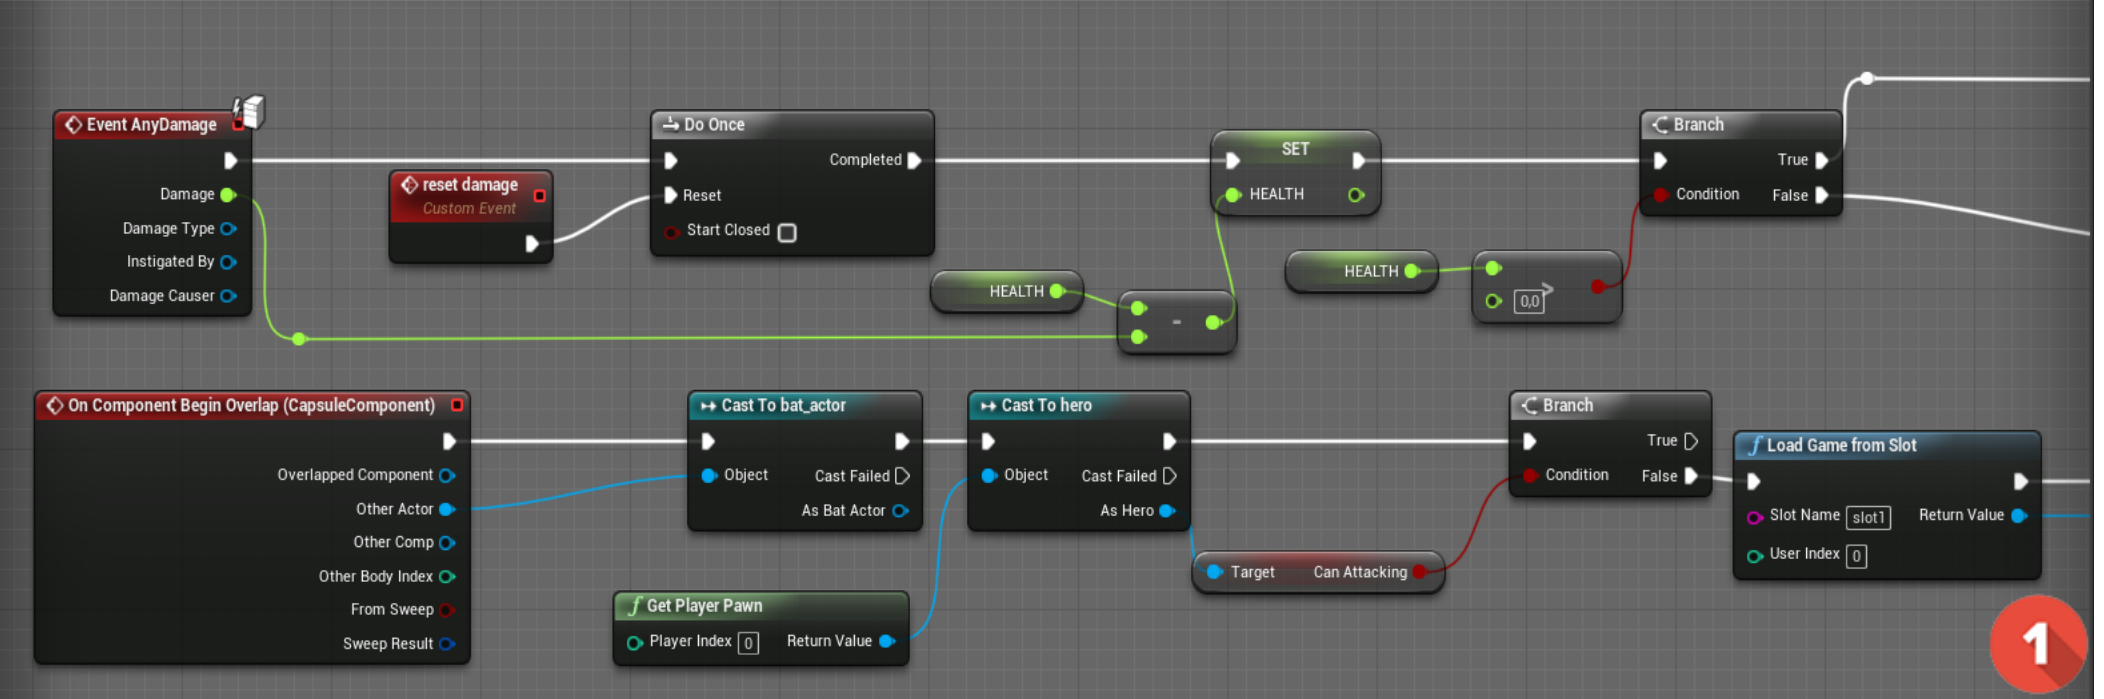 Event AnyDamage
Damage
Damage Type
Instigated By
Damage Causer
reset damage
Custom Event
Do Once
Completed
Reset
Start Closed
HEALTH
-
SET
HEALTH
HEALTH
0,0
>
Branch
True
Condition
False
On Component Begin Overlap (CapsuleComponent)
Overlapped Component
Other Actor
Other Comp
Other Body Index
From Sweep
Sweep Result
Cast To bat_actor
Object
Cast Failed
As Bat Actor
Get Player Pawn
Player Index 0
Return Value
Cast To hero
Object
Cast Failed
As Hero
Target
Can Attacking
Branch
True
Condition
False
Load Game from Slot
Slot Name slot1
Return Value
User Index 0
1